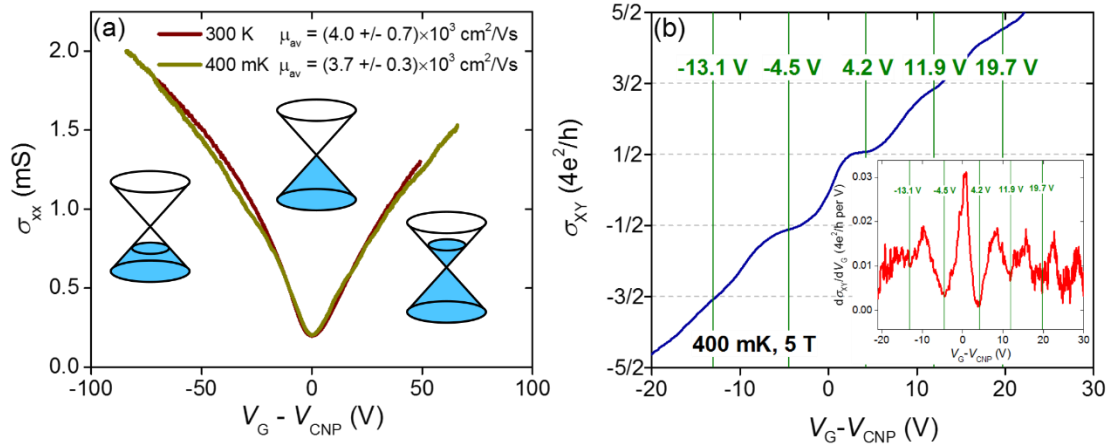 (a)
300 K μav = (4.0 +/- 0.7)×10³ cm²/Vs
400 mK μav = (3.7 +/- 0.3)×10³ cm²/Vs
2.0
1.5
1.0
0.5
0.0
σxx (mS)
-100 -50 0 50 100
VG - VCNP (V)
(b)
-13.1 V -4.5 V 4.2 V 11.9 V 19.7 V
5/2
3/2
1/2
-1/2
-3/2
-5/2
σXY (4e²/h)
400 mK, 5 T
-20 -10 0 10 20 30
VG-VCNP (V)
0.03
0.02
0.01
0.00
dσXY/dVG (4e²/h per V)
-13.1 V -4.5 V 4.2 V 11.9 V 19.7 V
-20 -10 0 10 20 30
VG-VCNP (V)